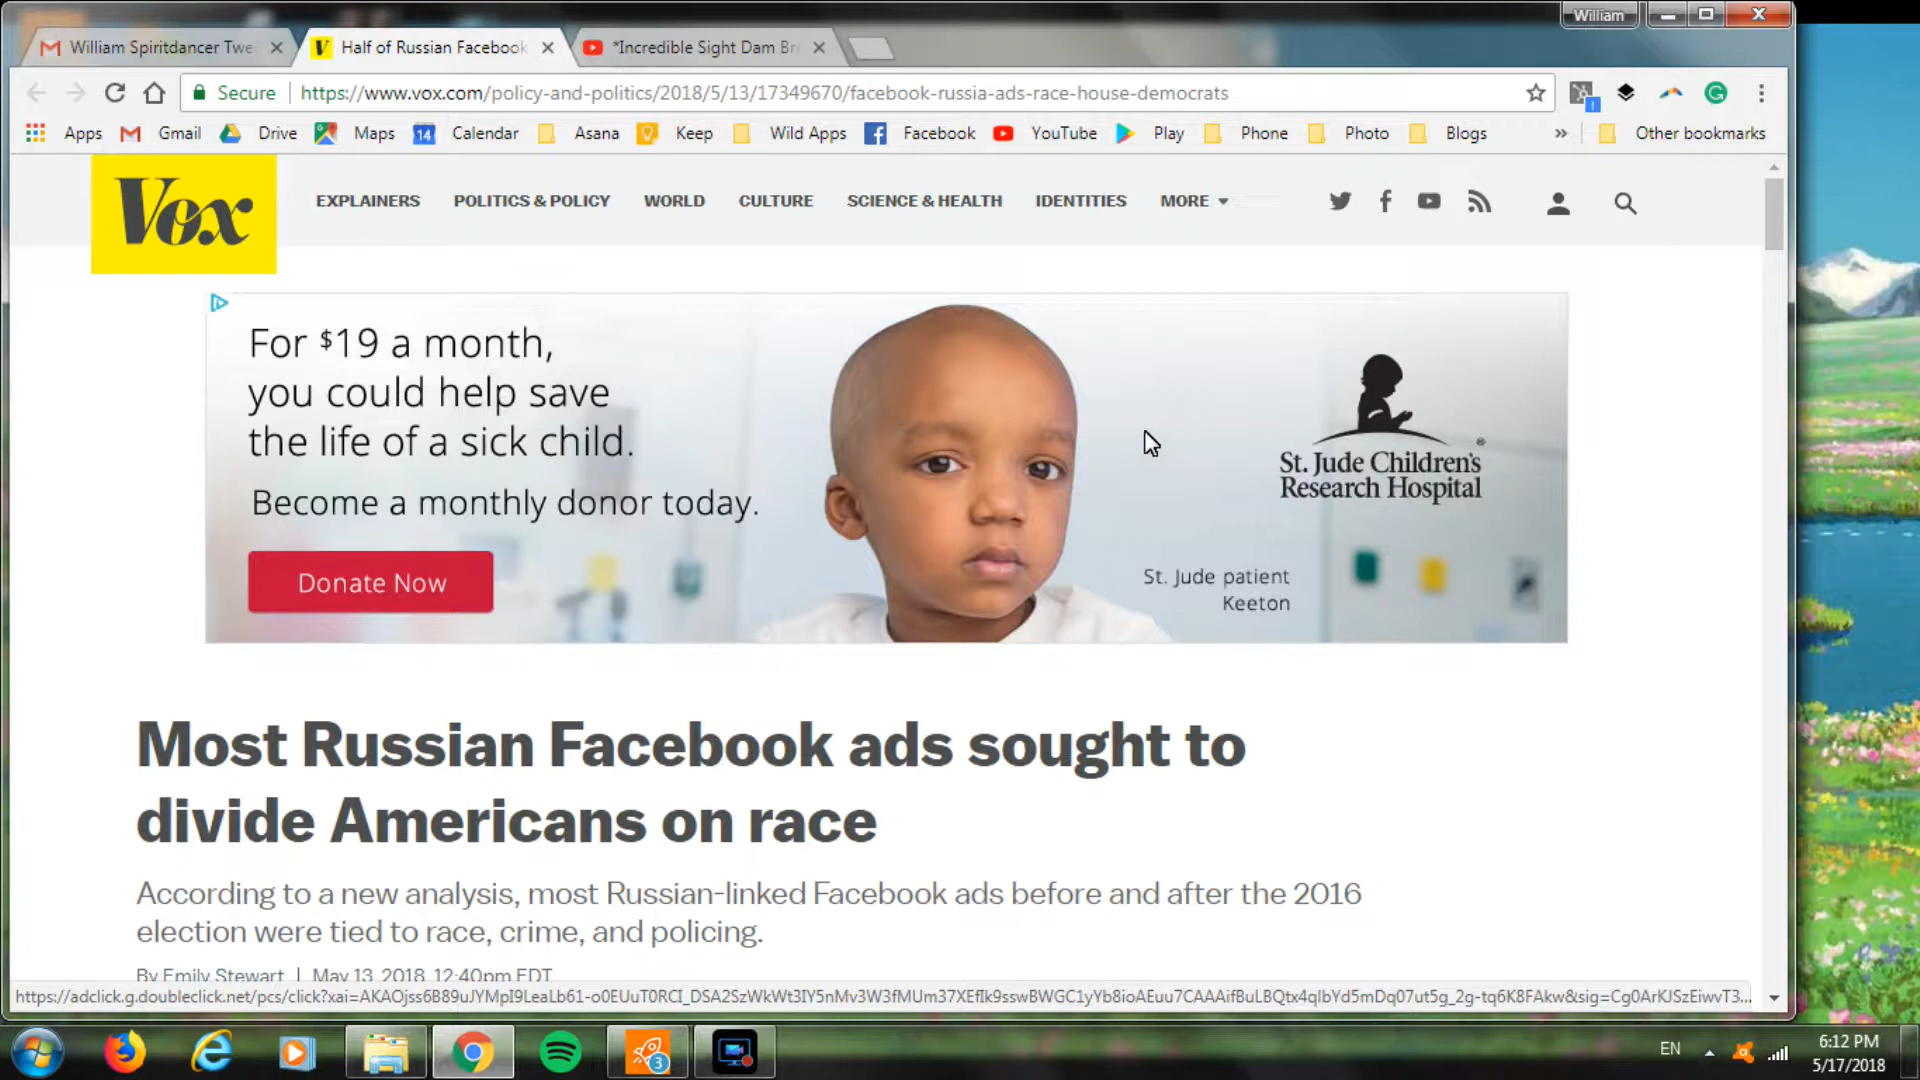 William
William Spiritdancer Twe
Half of Russian Facebook
*Incredible Sight Dam Br
Secure
https://www.vox.com/policy-and-politics/2018/5/13/17349670/facebook-russia-ads-race-house-democrats
Apps
Gmail
Drive
Maps
14
Calendar
Asana
Keep
Wild Apps
Facebook
YouTube
Play
Phone
Photo
Blogs
»
Other bookmarks
Vox
EXPLAINERS
POLITICS & POLICY
WORLD
CULTURE
SCIENCE & HEALTH
IDENTITIES
MORE
For $19 a month,
you could help save
the life of a sick child.
Become a monthly donor today.
Donate Now
St. Jude Children's
Research Hospital
®
St. Jude patient
Keeton
Most Russian Facebook ads sought to
divide Americans on race
According to a new analysis, most Russian-linked Facebook ads before and after the 2016
election were tied to race, crime, and policing.
By Emily Stewart | May 13, 2018, 12:40pm EDT
3
EN
6:12 PM
5/17/2018